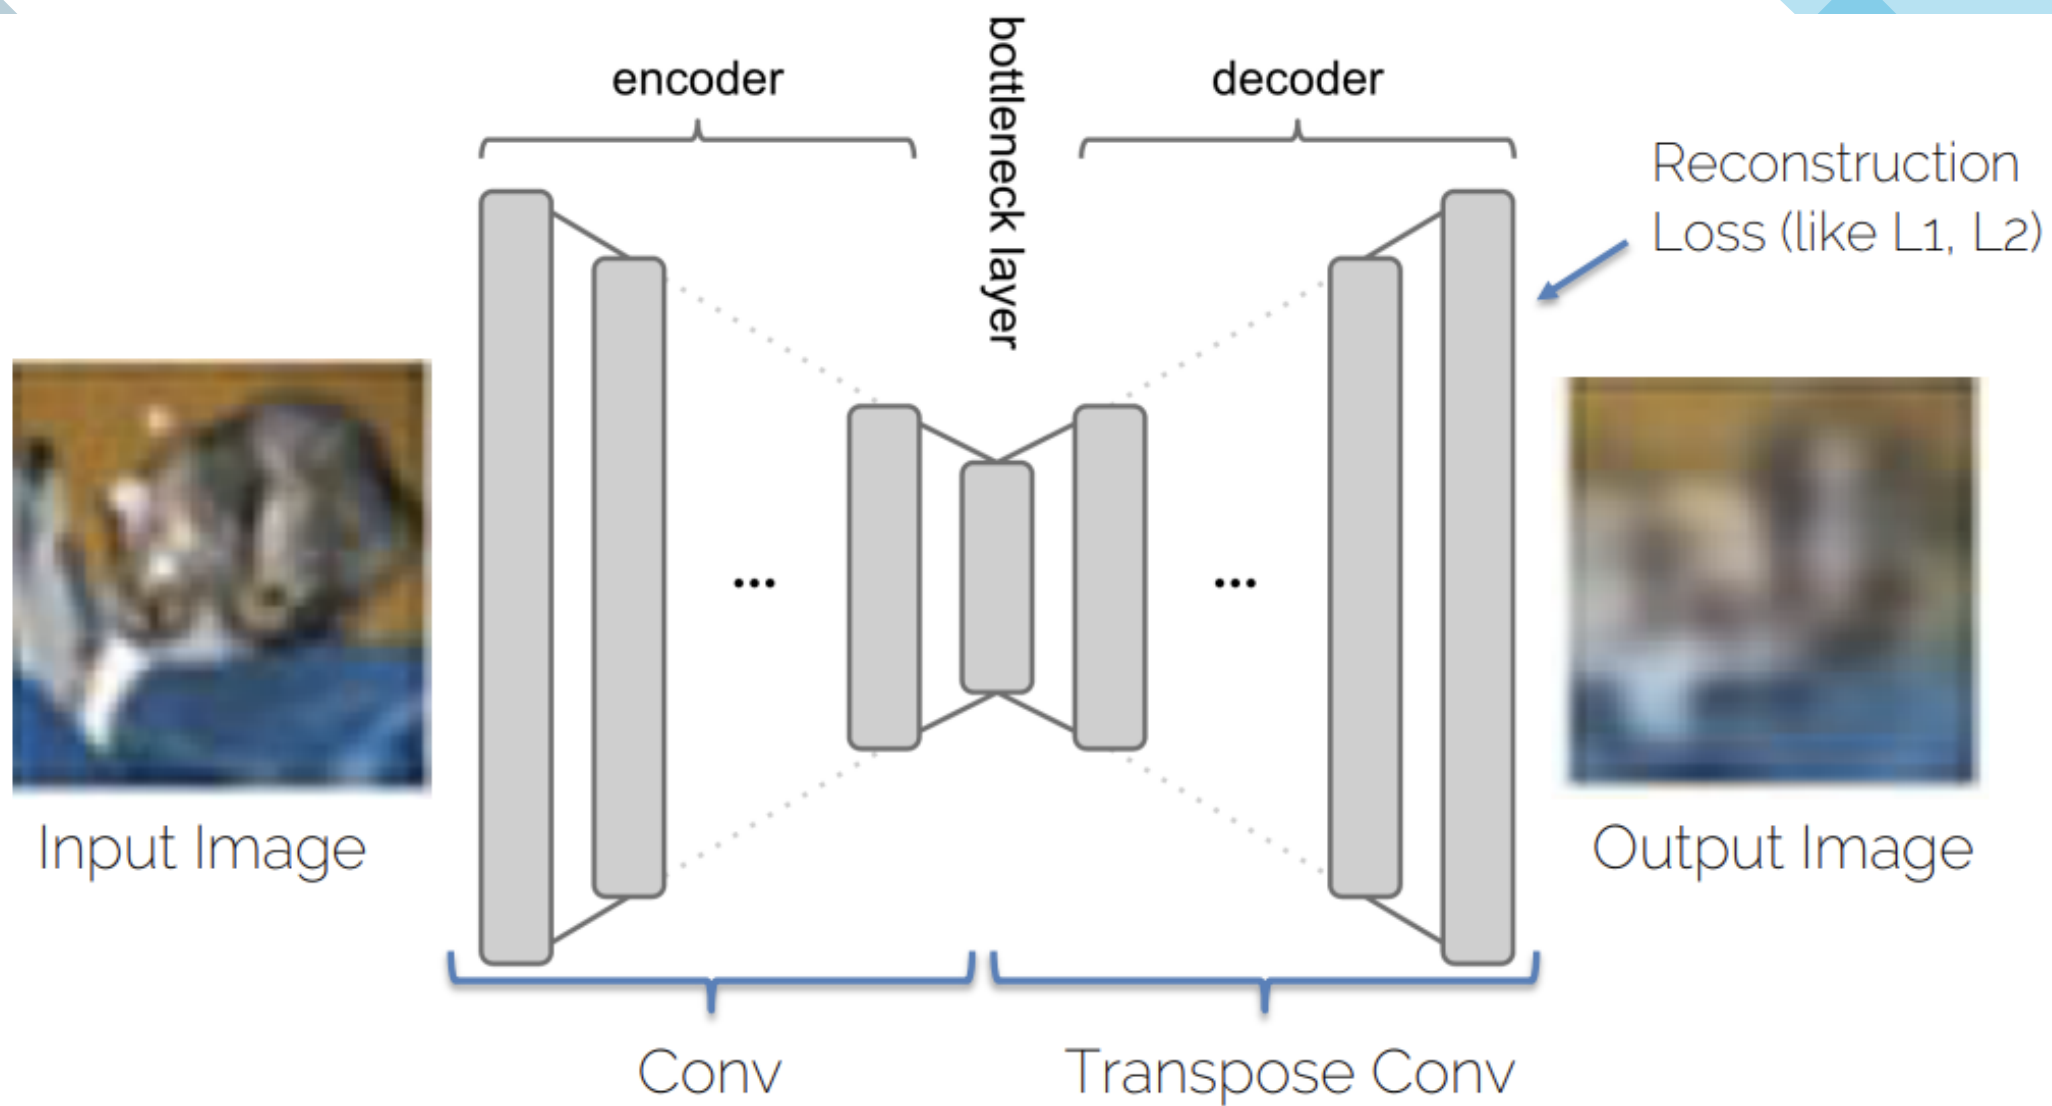 encoder
bottleneck layer
decoder
Reconstruction
Loss (like L1, L2)
...
...
Input Image
Output Image
Conv
Transpose Conv